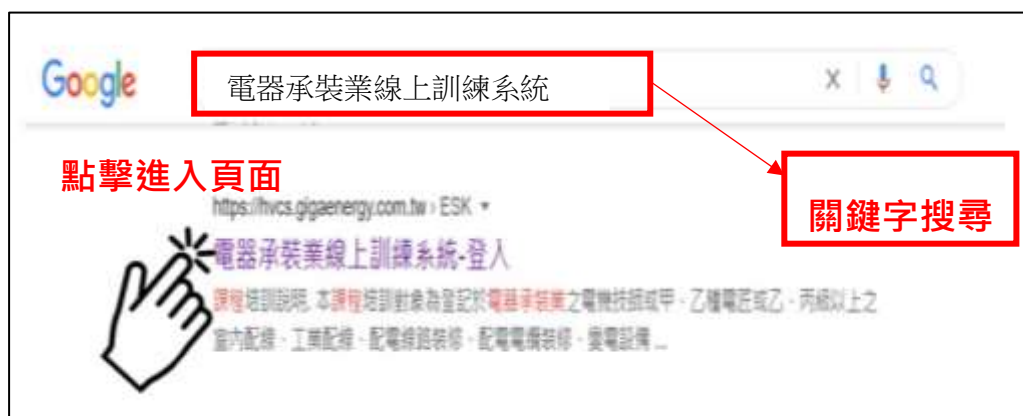 Google
電器承裝業線上訓練系統
點擊進入頁面
關鍵字搜尋
https://hvcs.gigaenergy.com.tw › ESK
電器承裝業線上訓練系統-登入
課程培訓說明. 本課程培訓對象為登記於電器承裝業之電機技師或甲、乙種電匠或乙、丙級以上之
室內配線、工業配線、配電線路裝修、配電電纜裝修、變電設備 ...